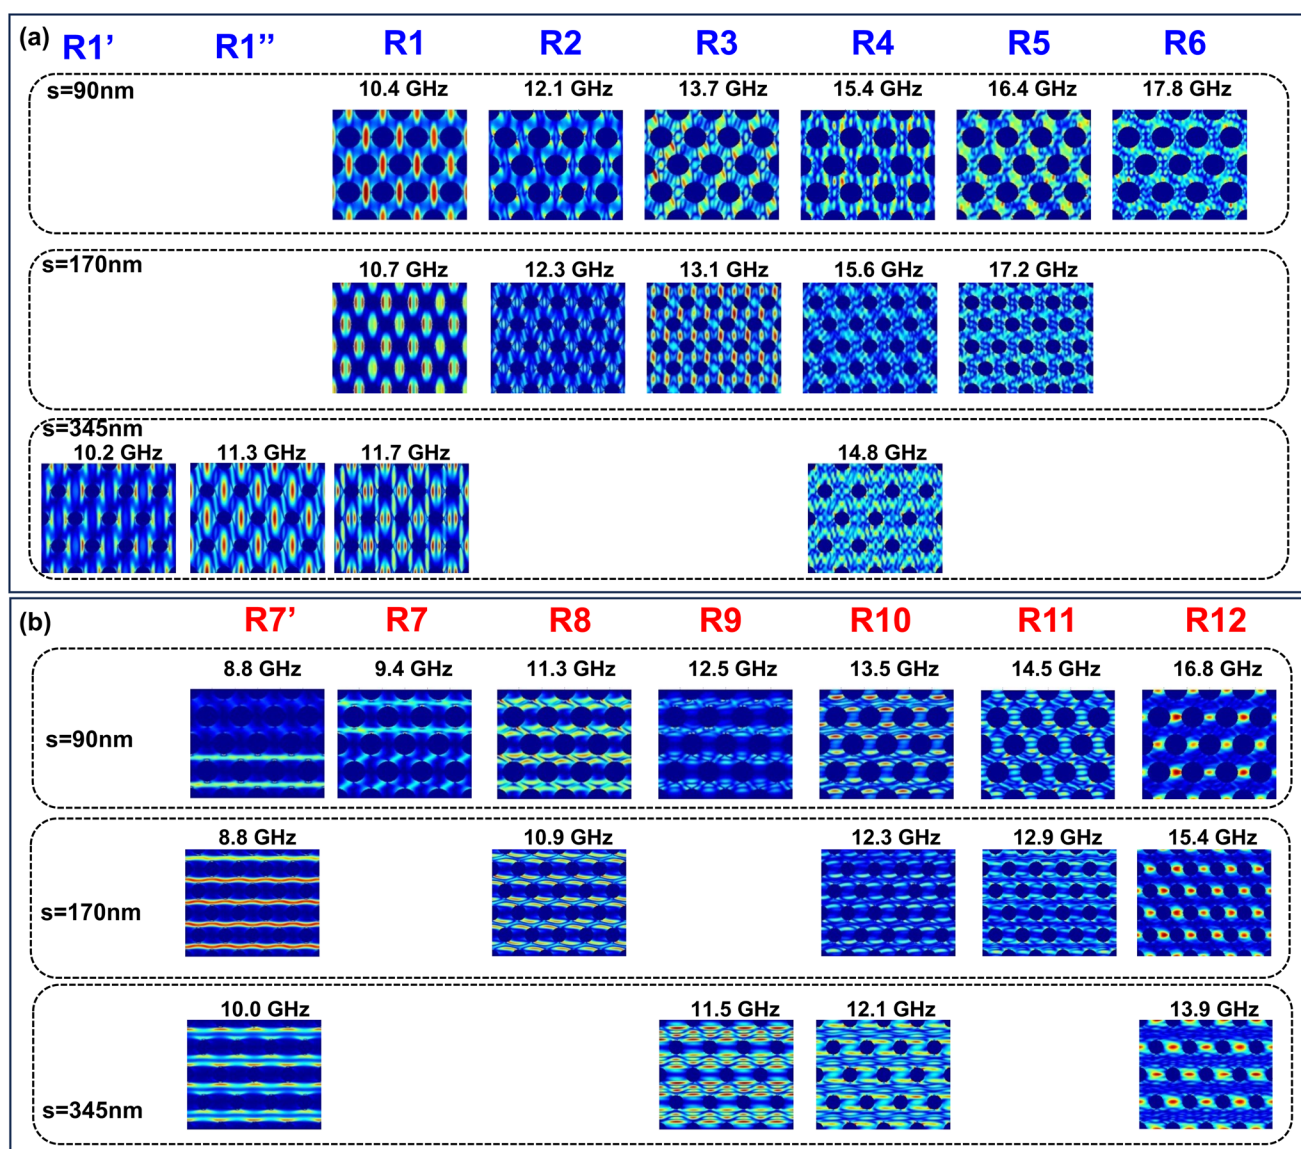 (a)
R1’ R1’’ R1 R2 R3 R4 R5 R6
s=90nm
10.4 GHz 12.1 GHz 13.7 GHz 15.4 GHz 16.4 GHz 17.8 GHz
s=170nm
10.7 GHz 12.3 GHz 13.1 GHz 15.6 GHz 17.2 GHz
s=345nm
10.2 GHz 11.3 GHz 11.7 GHz 14.8 GHz
(b)
R7’ R7 R8 R9 R10 R11 R12
8.8 GHz 9.4 GHz 11.3 GHz 12.5 GHz 13.5 GHz 14.5 GHz 16.8 GHz
s=90nm
8.8 GHz 10.9 GHz 12.3 GHz 12.9 GHz 15.4 GHz
s=170nm
10.0 GHz 11.5 GHz 12.1 GHz 13.9 GHz
s=345nm